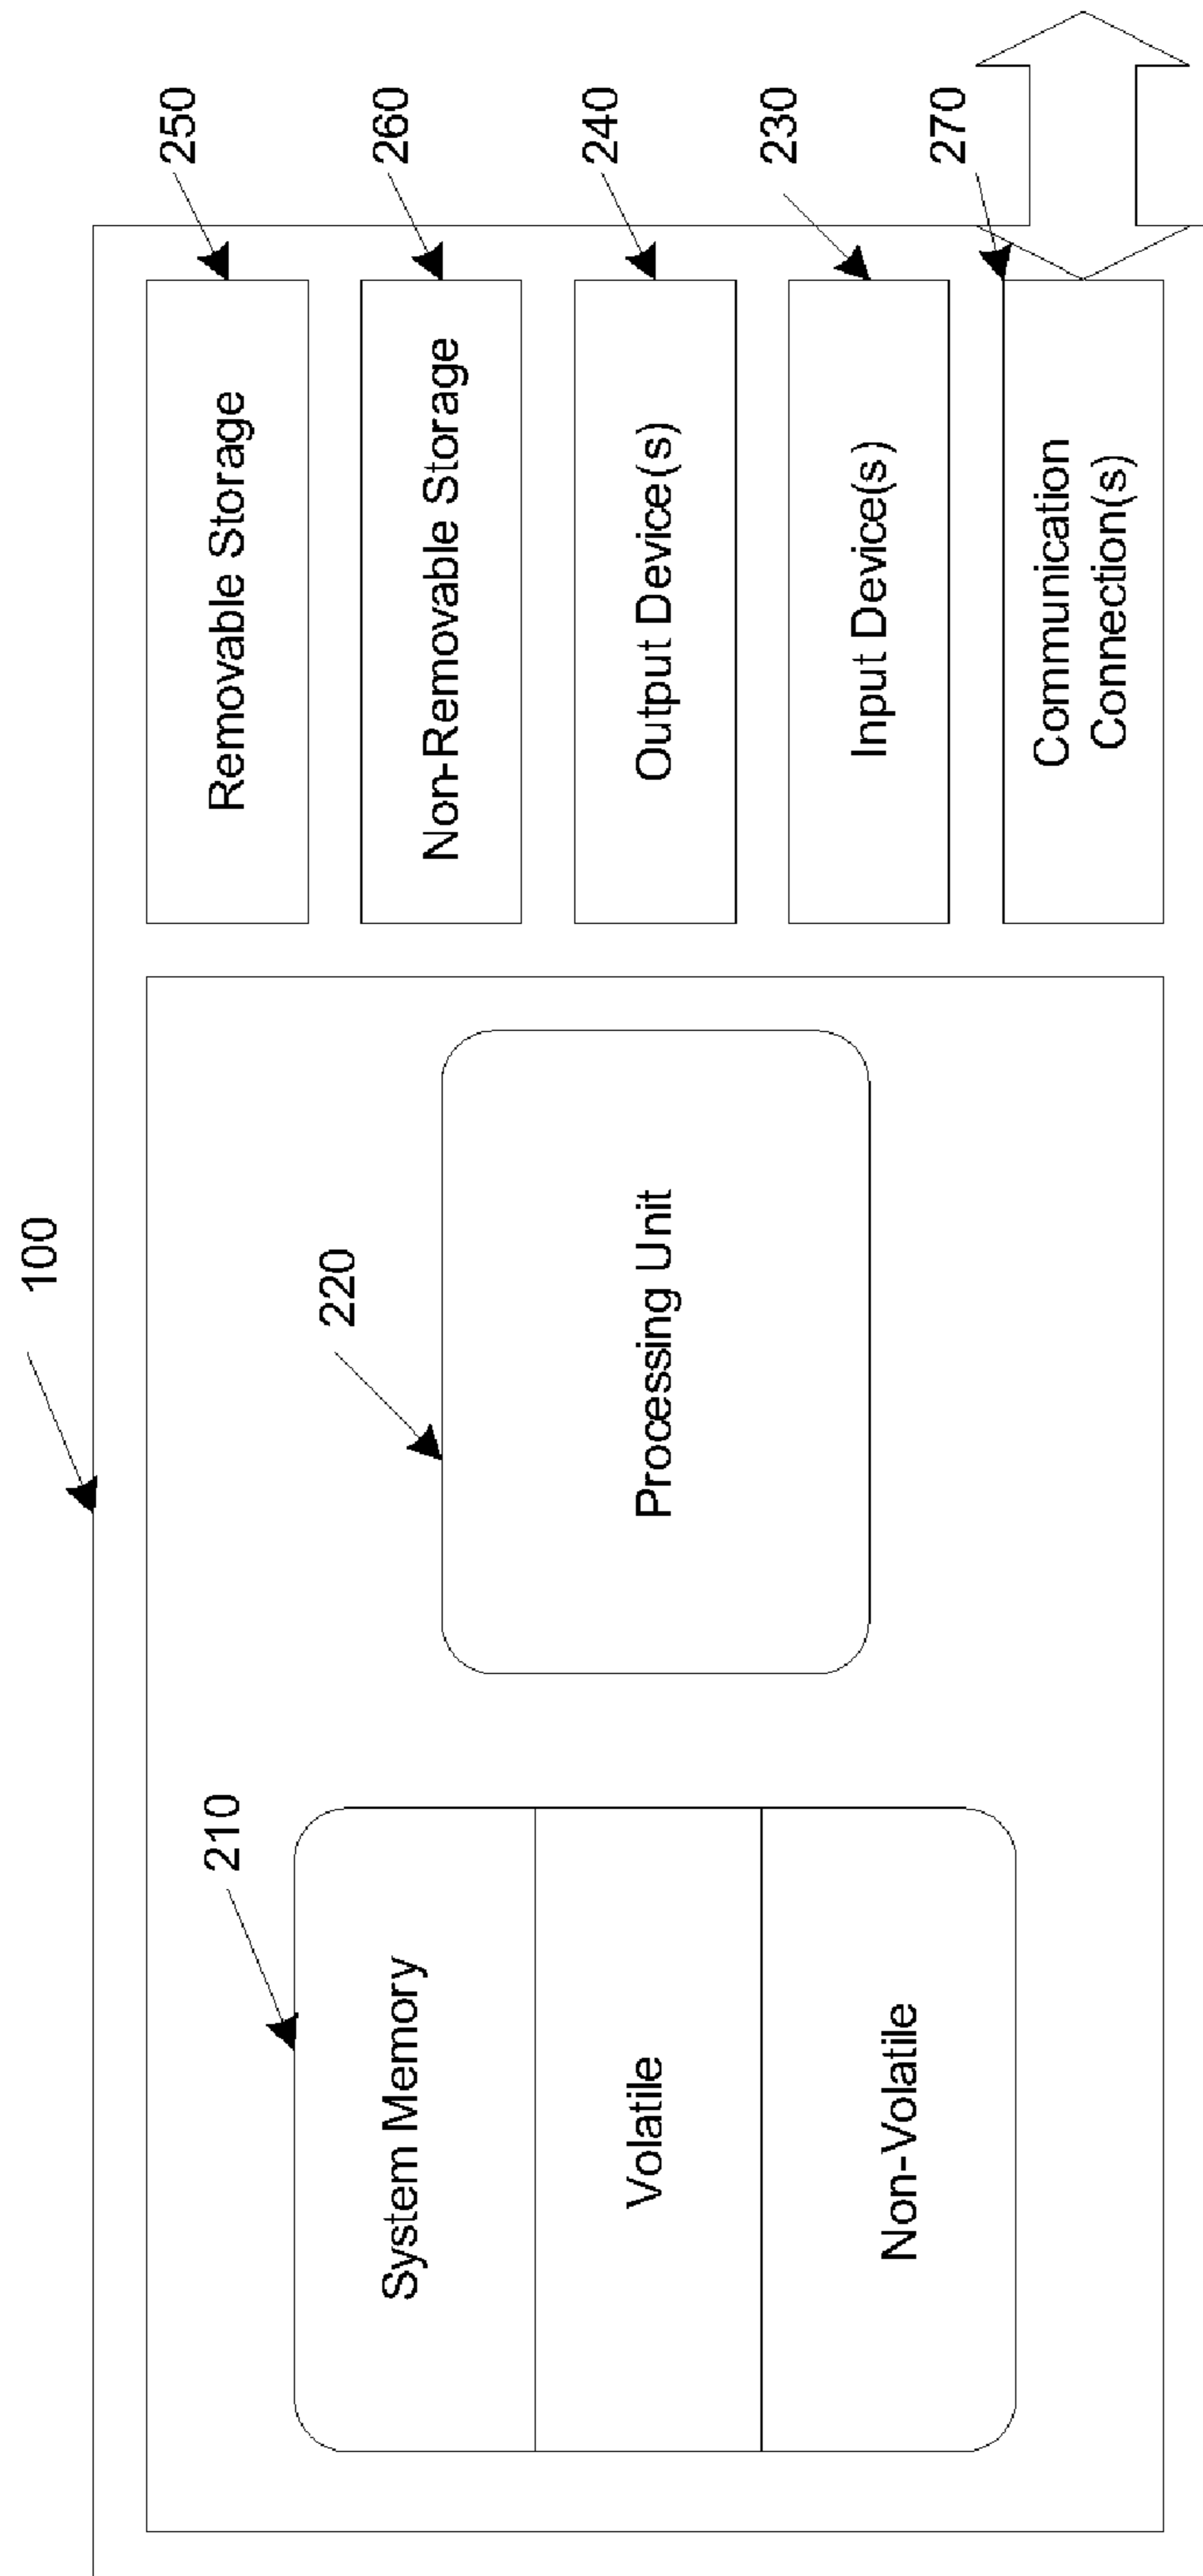 100
210
System Memory
Volatile
Non-Volatile
220
Processing Unit
250
Removable Storage
260
Non-Removable Storage
240
Output Device(s)
230
Input Device(s)
270
Communication
Connection(s)